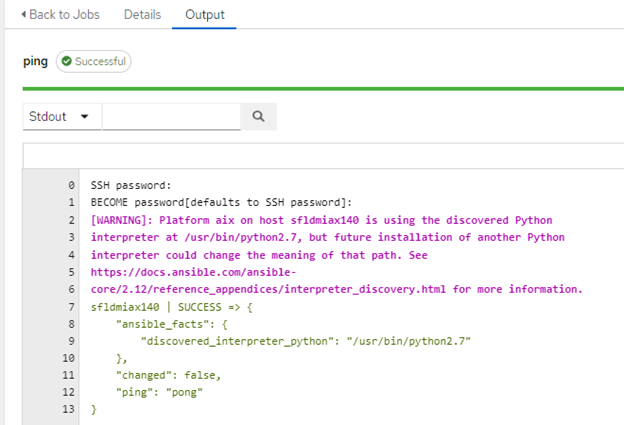 Back to Jobs Details Output
ping Successful
Stdout
0 SSH password:
1 BECOME password[defaults to SSH password]:
2 [WARNING]: Platform aix on host sfldmiax140 is using the discovered Python
3 interpreter at /usr/bin/python2.7, but future installation of another Python
4 interpreter could change the meaning of that path. See
5 https://docs.ansible.com/ansible-
6 core/2.12/reference_appendices/interpreter_discovery.html for more information.
7 sfldmiax140 | SUCCESS => {
8 "ansible_facts": {
9 "discovered_interpreter_python": "/usr/bin/python2.7"
10 },
11 "changed": false,
12 "ping": "pong"
13 }